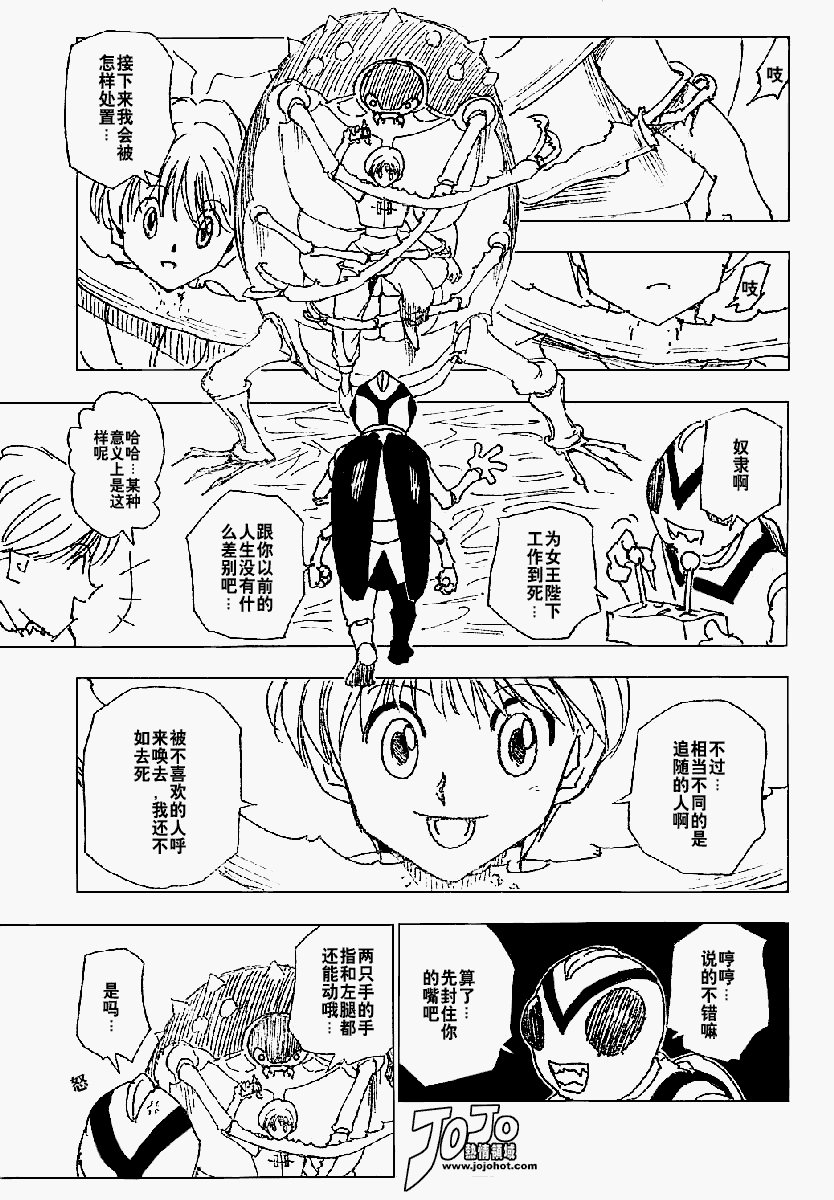 吱
接下来我会被
怎样处置…
吱
奴隶啊
为女王陛下
工作到死…
跟你以前的
人生没有什
么差别吧…
哈哈…某种
意义上是这
样呢
不过…
相当不同的是
追随的人啊
被不喜欢的人呼
来唤去,我还不
如去死
哼哼…
说的不错嘛
算了…
先封住你
的嘴吧
两只手的手
指和左腿都
还能动哦…
是吗…
怒
JOJO
熱情領域
www.jojohot.com